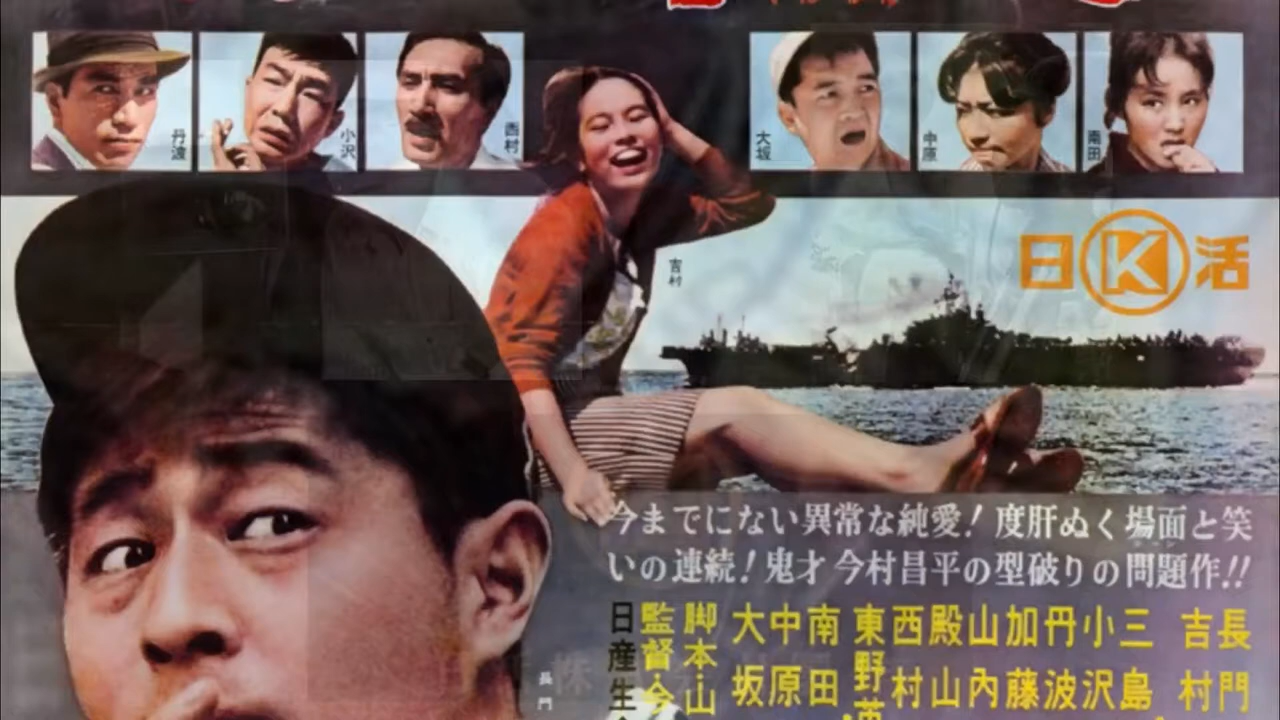 丹波
小沢
西村
大坂
中原
南田
吉村
日K活
今までにない異常な純愛!度肝ぬく場面と笑
いの連続!鬼才今村昌平の型破りの問題作!!
長門
吉村
三島
小沢
丹波
加藤
山内
殿山
西村
東野英
南田
中原
大坂
脚本・山
監督・今
日産生
長門